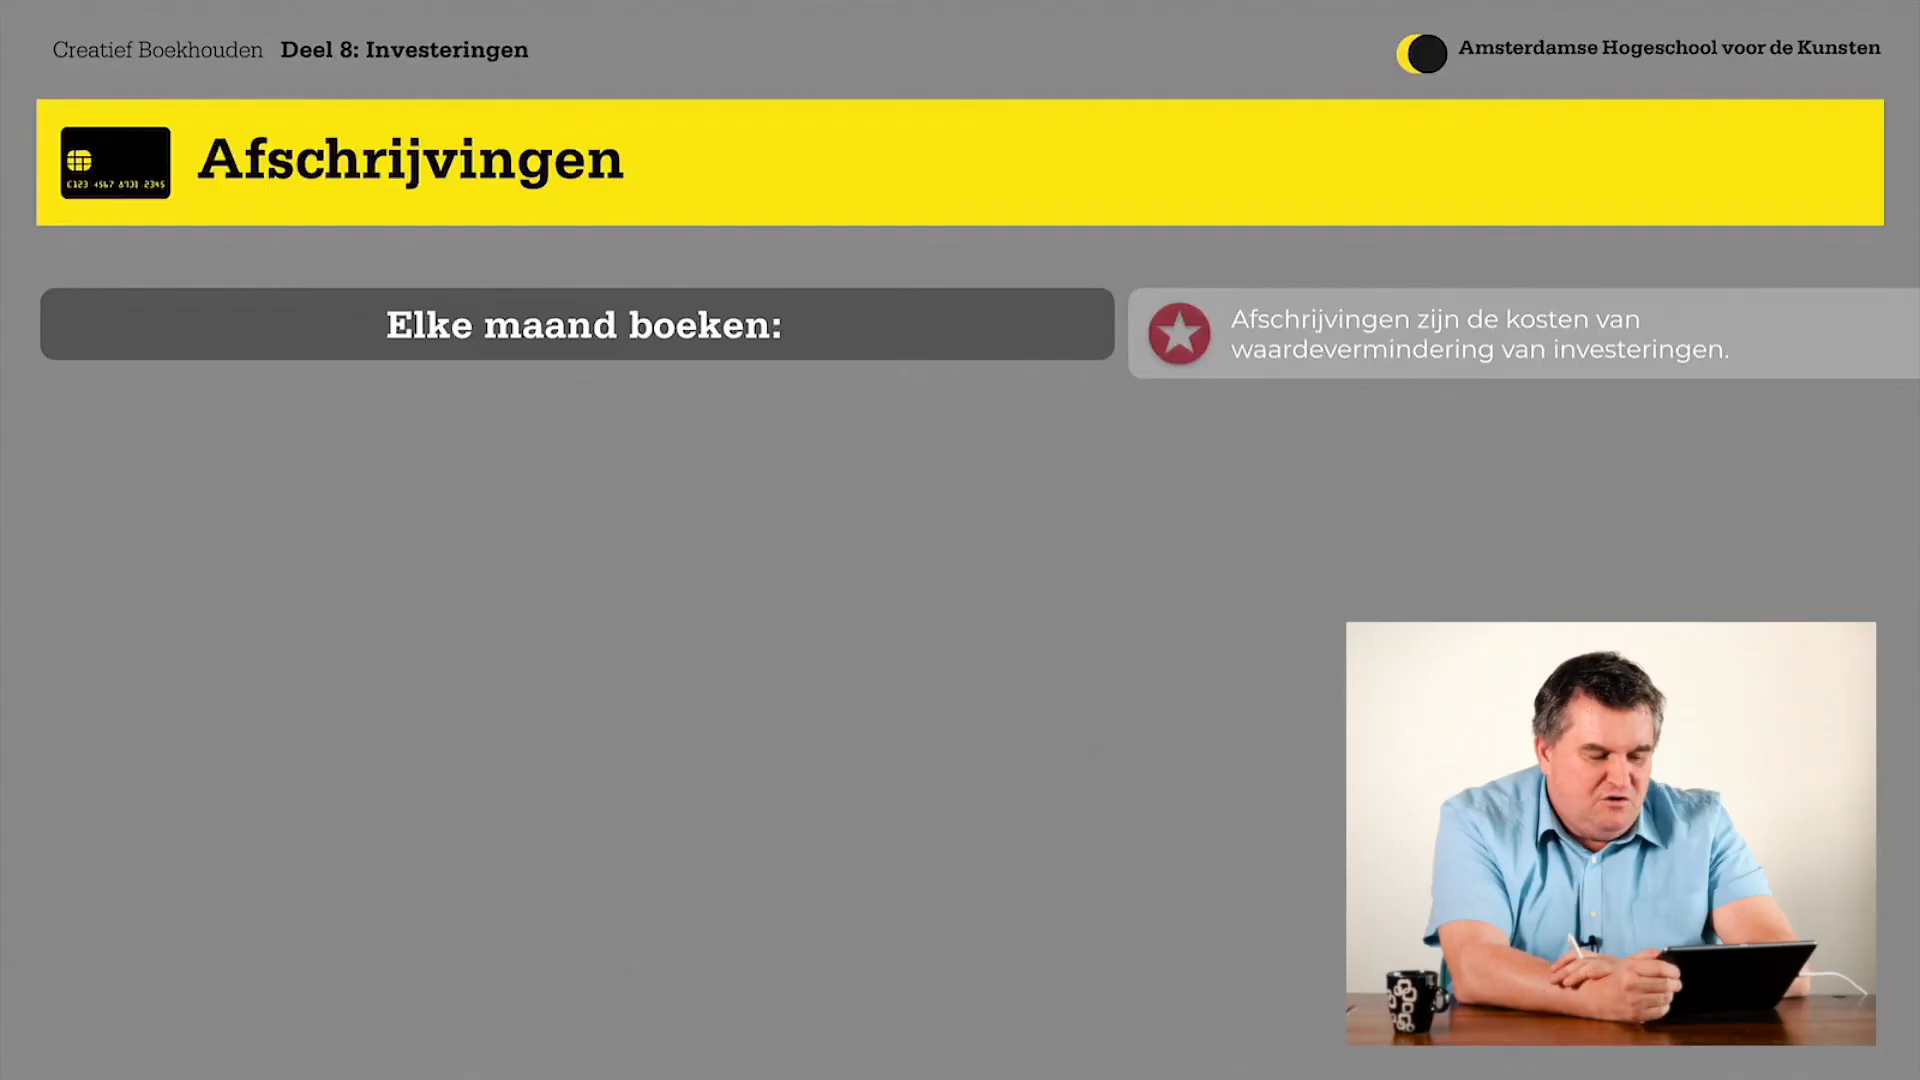 Creatief Boekhouden Deel 8: Investeringen
Amsterdamse Hogeschool voor de Kunsten
Afschrijvingen
Elke maand boeken:
Afschrijvingen zijn de kosten van
waardevermindering van investeringen.